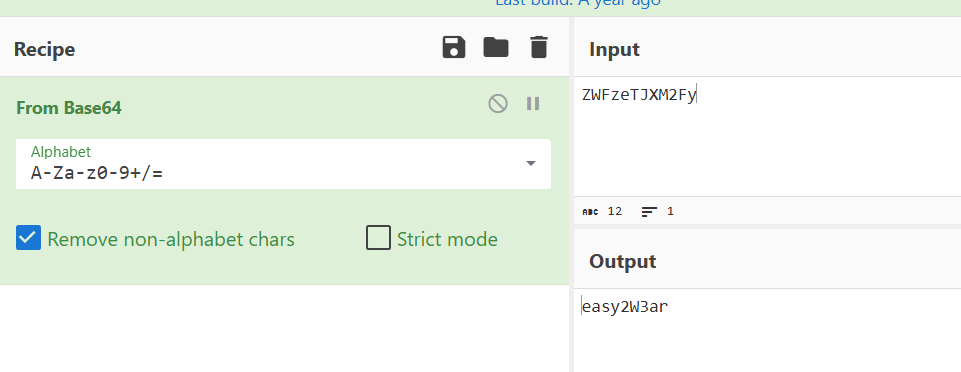 Last build: A year ago
Recipe
Input
From Base64
ZWFzeTJXM2Fy
Alphabet
A-Za-z0-9+/=
ABC 12 1
Remove non-alphabet chars
Strict mode
Output
easy2W3ar